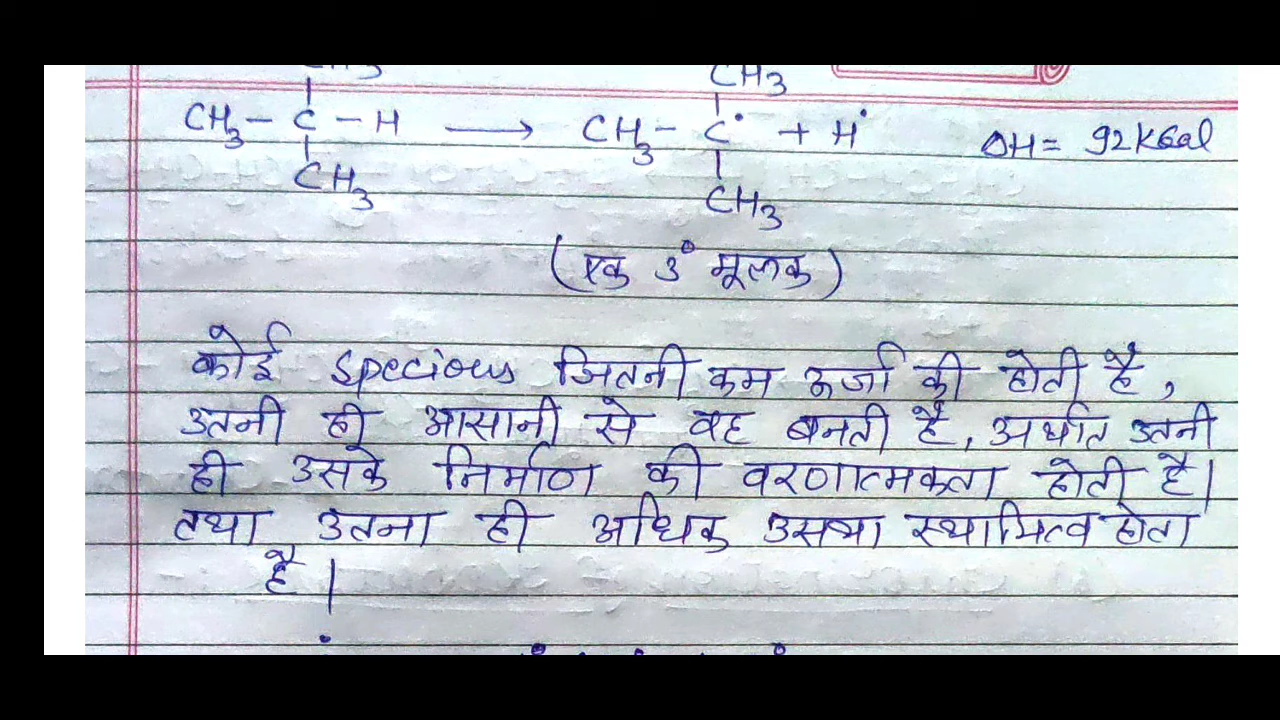 CH3 CH3
CH3 - C - H ⟶ CH3 - C• + H• ΔH = 92 KCal
CH3 CH3
(एक 3° मूलक)
कोई specious जितनी कम ऊर्जा की होती है,
उतनी ही आसानी से वह बनती है, अर्थात उतनी
ही उसके निर्माण की वरणात्मकता होती है।
तथा उतना ही अधिक उसका स्थायित्व होता
है।